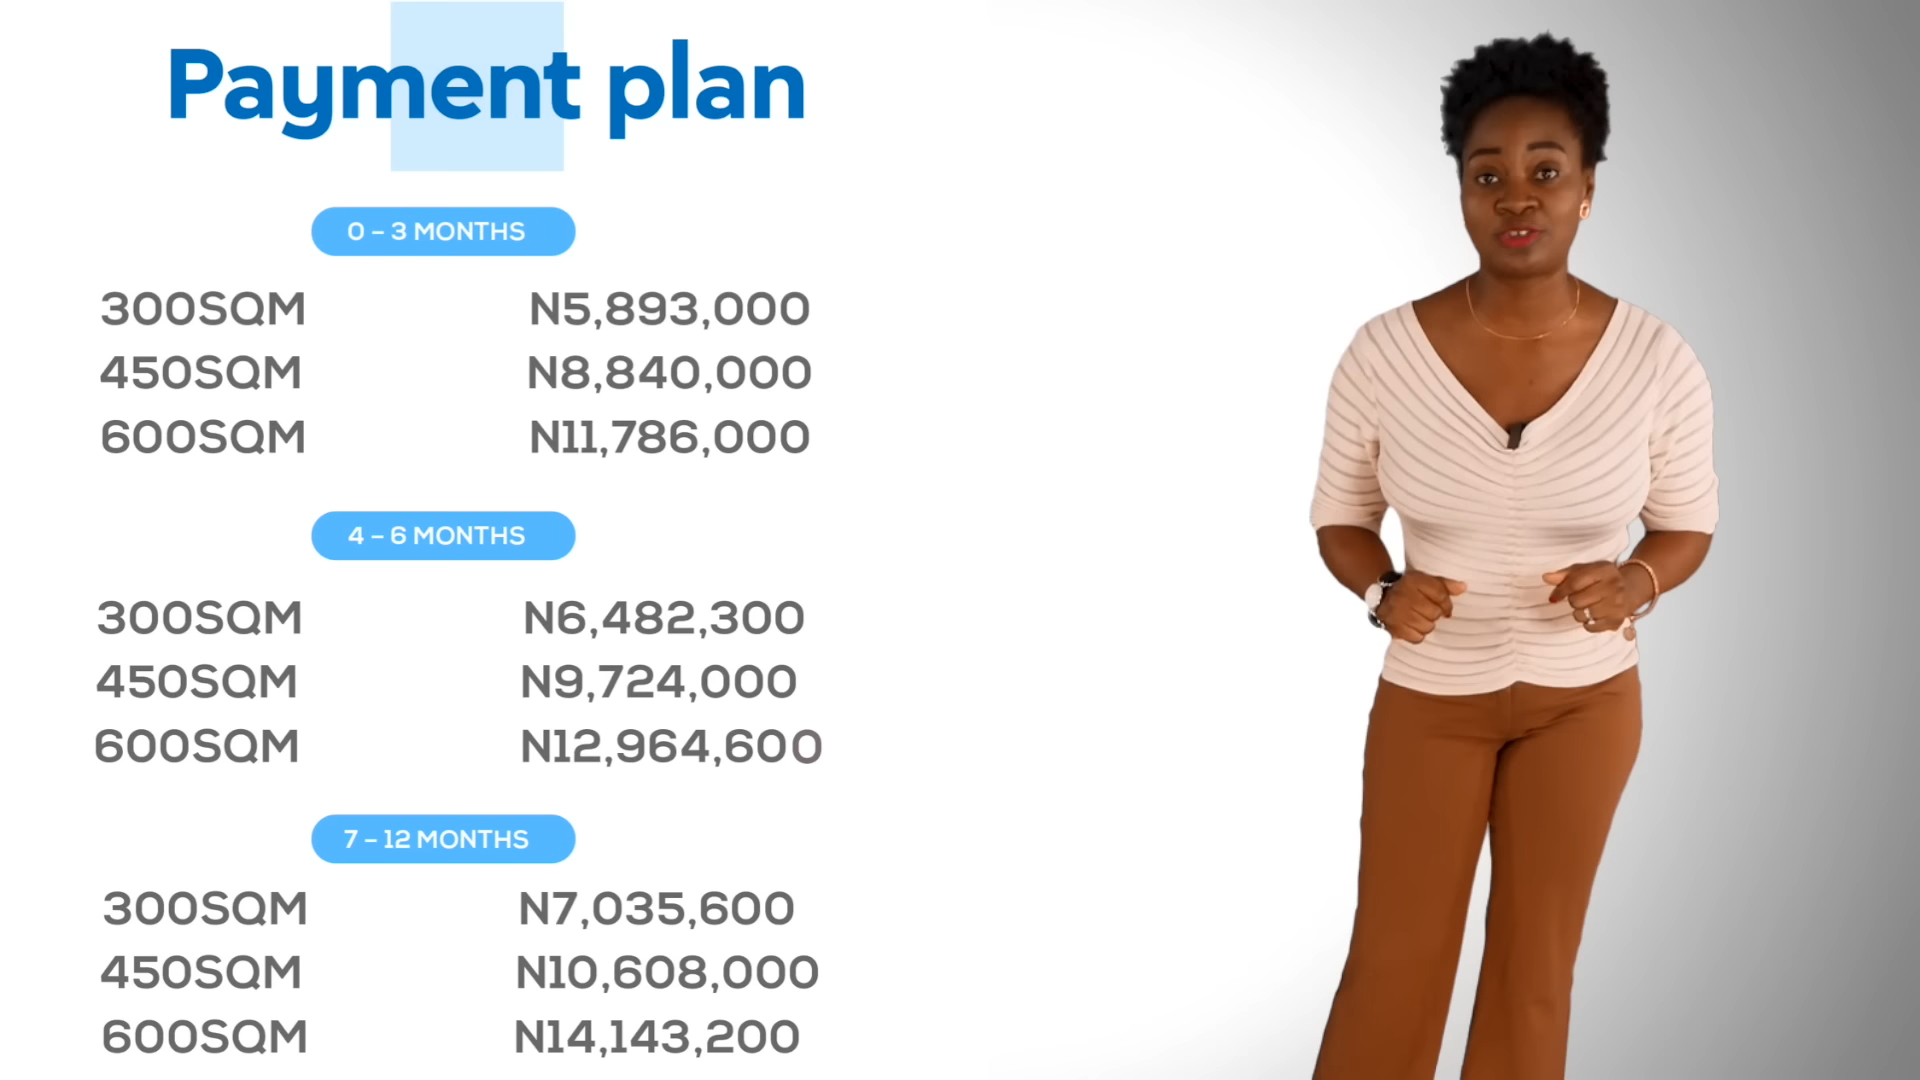 Payment plan
0 – 3 MONTHS
300SQM N5,893,000
450SQM N8,840,000
600SQM N11,786,000
4 – 6 MONTHS
300SQM N6,482,300
450SQM N9,724,000
600SQM N12,964,600
7 – 12 MONTHS
300SQM N7,035,600
450SQM N10,608,000
600SQM N14,143,200